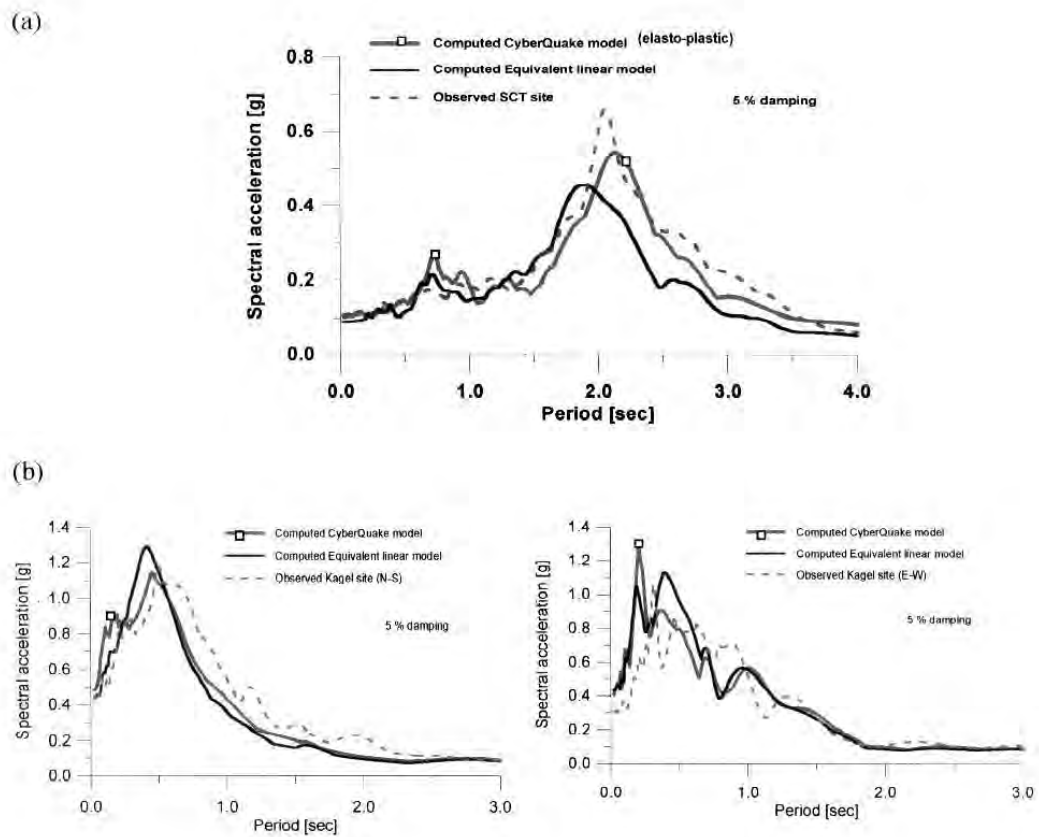 (a)
Computed CyberQuake model (elasto-plastic)
Computed Equivalent linear model
Observed SCT site
5 % damping
Spectral acceleration [g]
0.8
0.6
0.4
0.2
0.0
0.0 1.0 2.0 3.0 4.0
Period [sec]
(b)
Computed CyberQuake model
Computed Equivalent linear model
Observed Kagel site (N-S)
5 % damping
Spectral acceleration [g]
1.4
1.2
1.0
0.8
0.6
0.4
0.2
0.0
0.0 1.0 2.0 3.0
Period [sec]
Computed CyberQuake model
Computed Equivalent linear model
Observed Kagel site (E-W)
5 % damping
Spectral acceleration [g]
1.4
1.2
1.0
0.8
0.6
0.4
0.2
0.0
0.0 1.0 2.0 3.0
Period [sec]